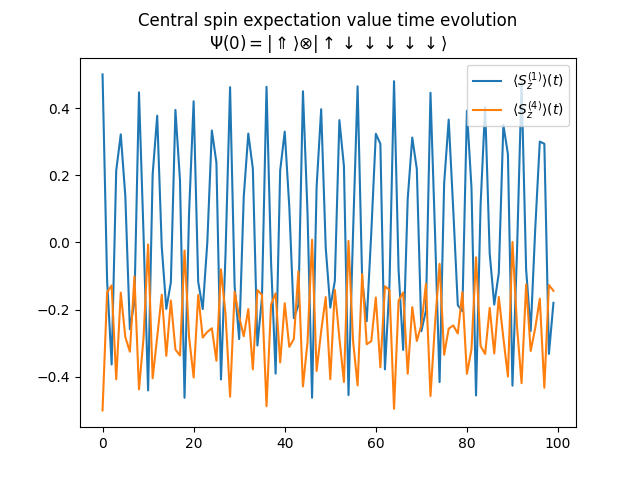 Central spin expectation value time evolution
Ψ(0) = | ⇑ ⟩⊗| ↑ ↓ ↓ ↓ ↓ ↓ ⟩
⟨S_z^{(1)}⟩(t)
⟨S_z^{(4)}⟩(t)
0.4
0.2
0.0
−0.2
−0.4
0 20 40 60 80 100